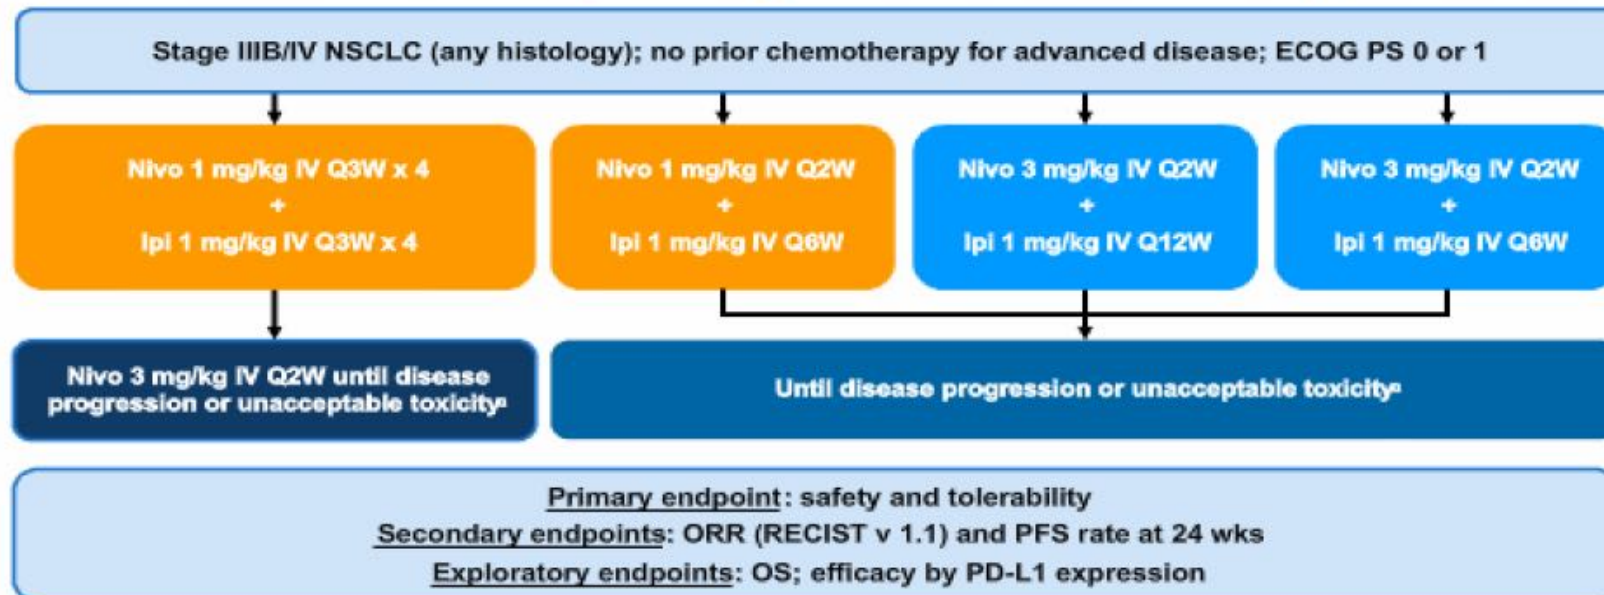 Stage IIIB/IV NSCLC (any histology); no prior chemotherapy for advanced disease; ECOG PS 0 or 1
Nivo 1 mg/kg IV Q3W x 4
+
Ipi 1 mg/kg IV Q3W x 4
Nivo 1 mg/kg IV Q2W
+
Ipi 1 mg/kg IV Q6W
Nivo 3 mg/kg IV Q2W
+
Ipi 1 mg/kg IV Q12W
Nivo 3 mg/kg IV Q2W
+
Ipi 1 mg/kg IV Q6W
Nivo 3 mg/kg IV Q2W until disease
progression or unacceptable toxicityᵃ
Until disease progression or unacceptable toxicityᵃ
Primary endpoint: safety and tolerability
Secondary endpoints: ORR (RECIST v 1.1) and PFS rate at 24 wks
Exploratory endpoints: OS; efficacy by PD-L1 expression